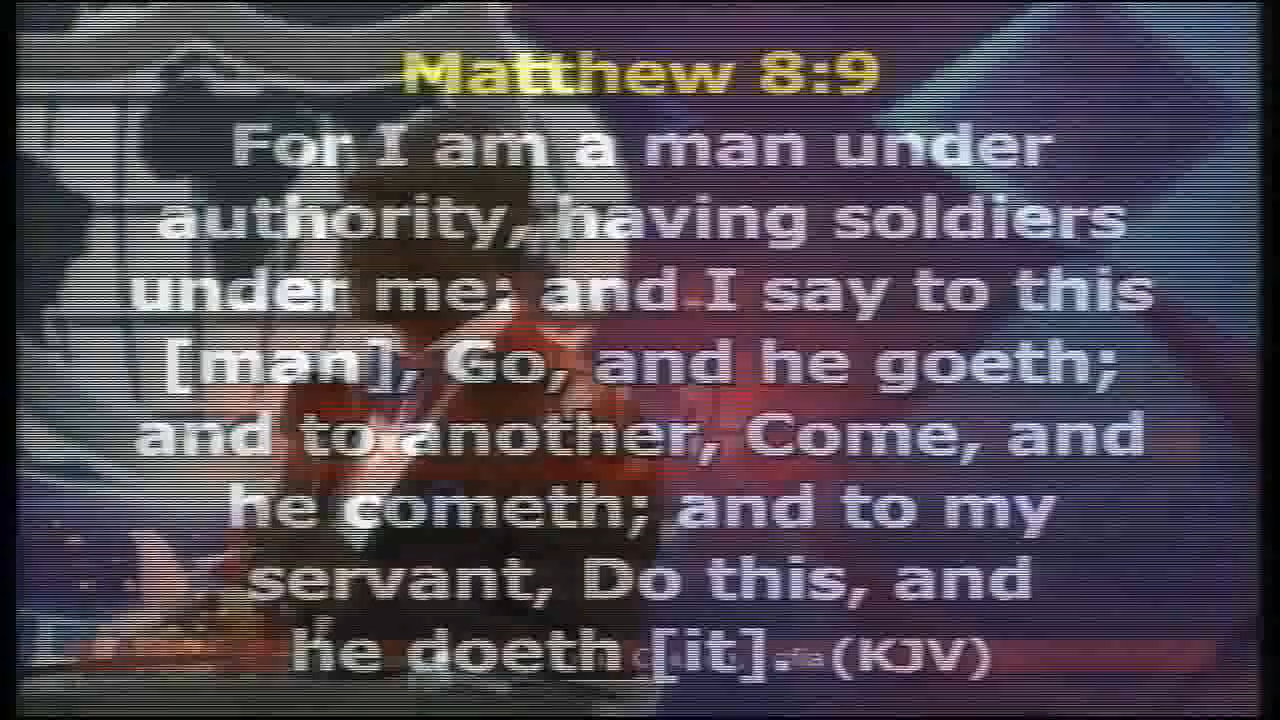 Matthew 8:9
For I am a man under
authority, having soldiers
under me: and I say to this
[man], Go, and he goeth;
and to another, Come, and
he cometh; and to my
servant, Do this, and
he doeth [it]. (KJV)